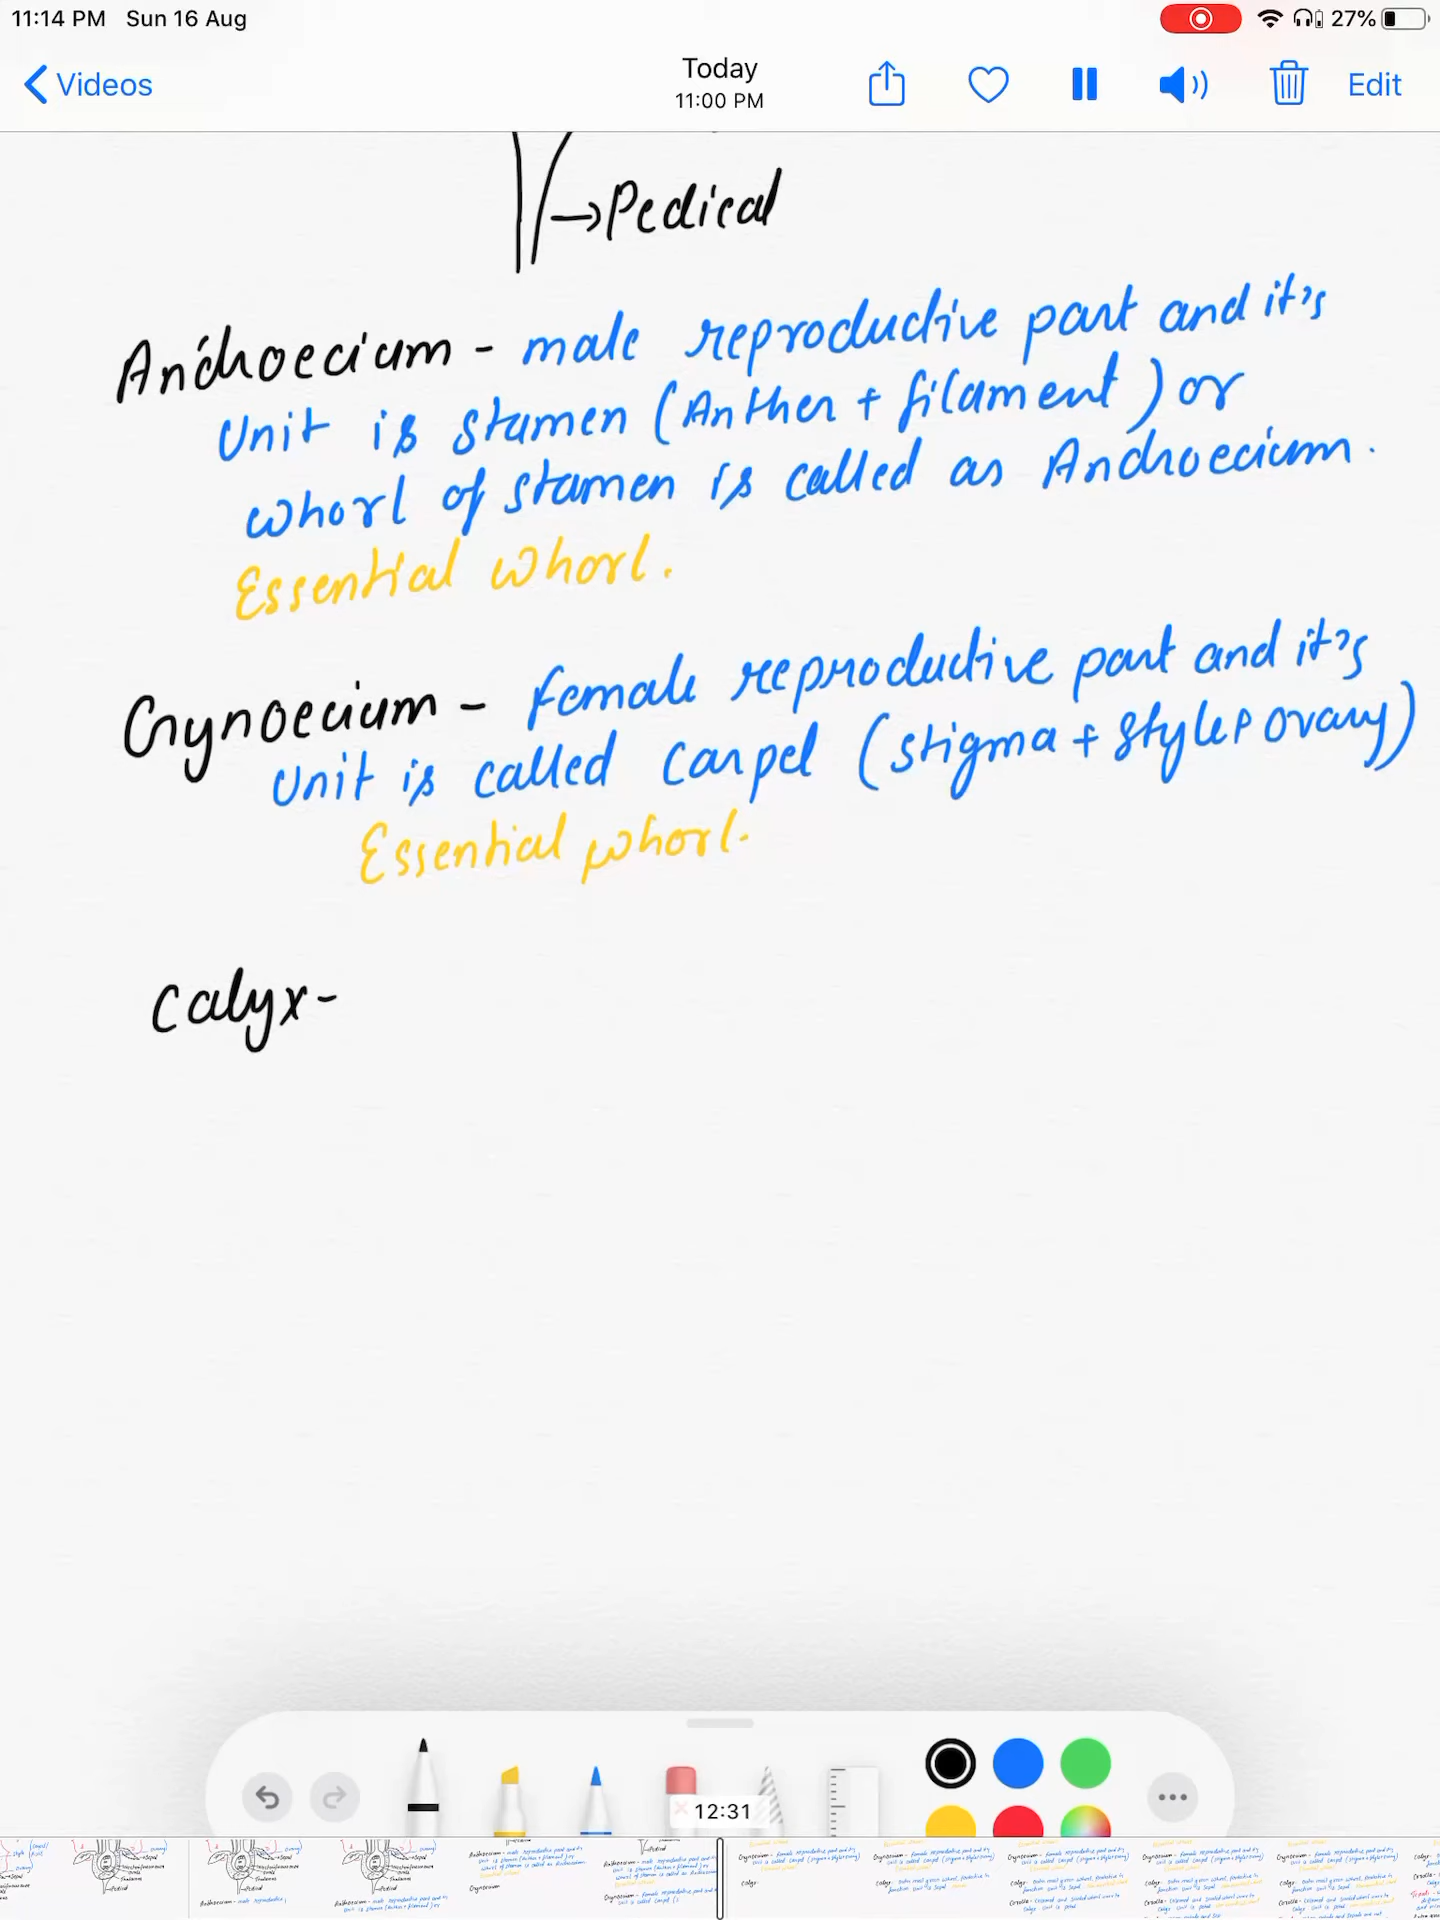 11:14 PM Sun 16 Aug
27%
Videos
Today
11:00 PM
Edit
→Pedical
Androecium - male reproductive part and it's
Unit is stamen (Anther + filament) or
whorl of stamen is called as Androecium.
Essential whorl.
Gynoecium - female reproductive part and it's
Unit is called carpel (stigma + style+ ovary)
Essential whorl.
Calyx-
12:31